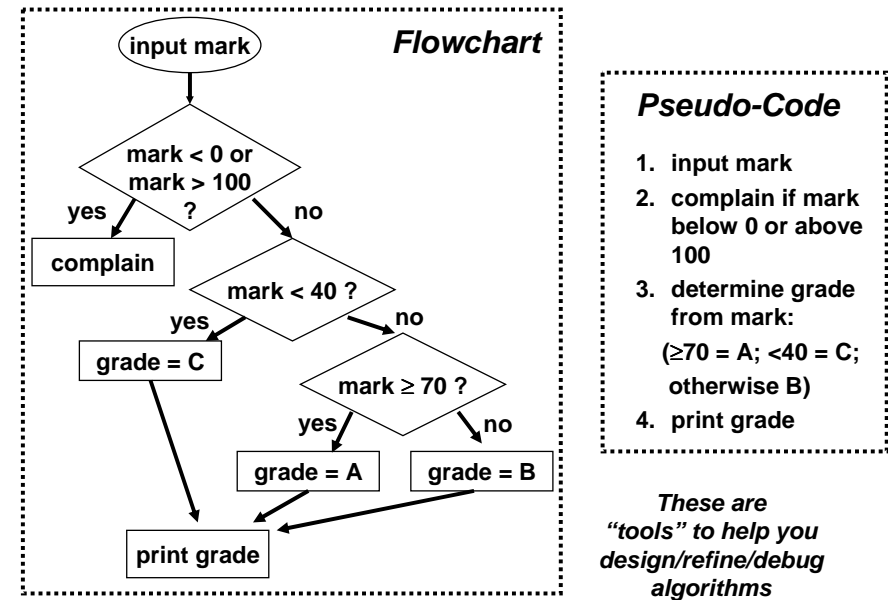 Flowchart
input mark
mark < 0 or
mark > 100
?
yes
no
complain
mark < 40 ?
yes
no
grade = C
mark ≥ 70 ?
yes
no
grade = A
grade = B
print grade
Pseudo-Code
1. input mark
2. complain if mark
below 0 or above
100
3. determine grade
from mark:
(≥70 = A; <40 = C;
otherwise B)
4. print grade
These are
“tools” to help you
design/refine/debug
algorithms